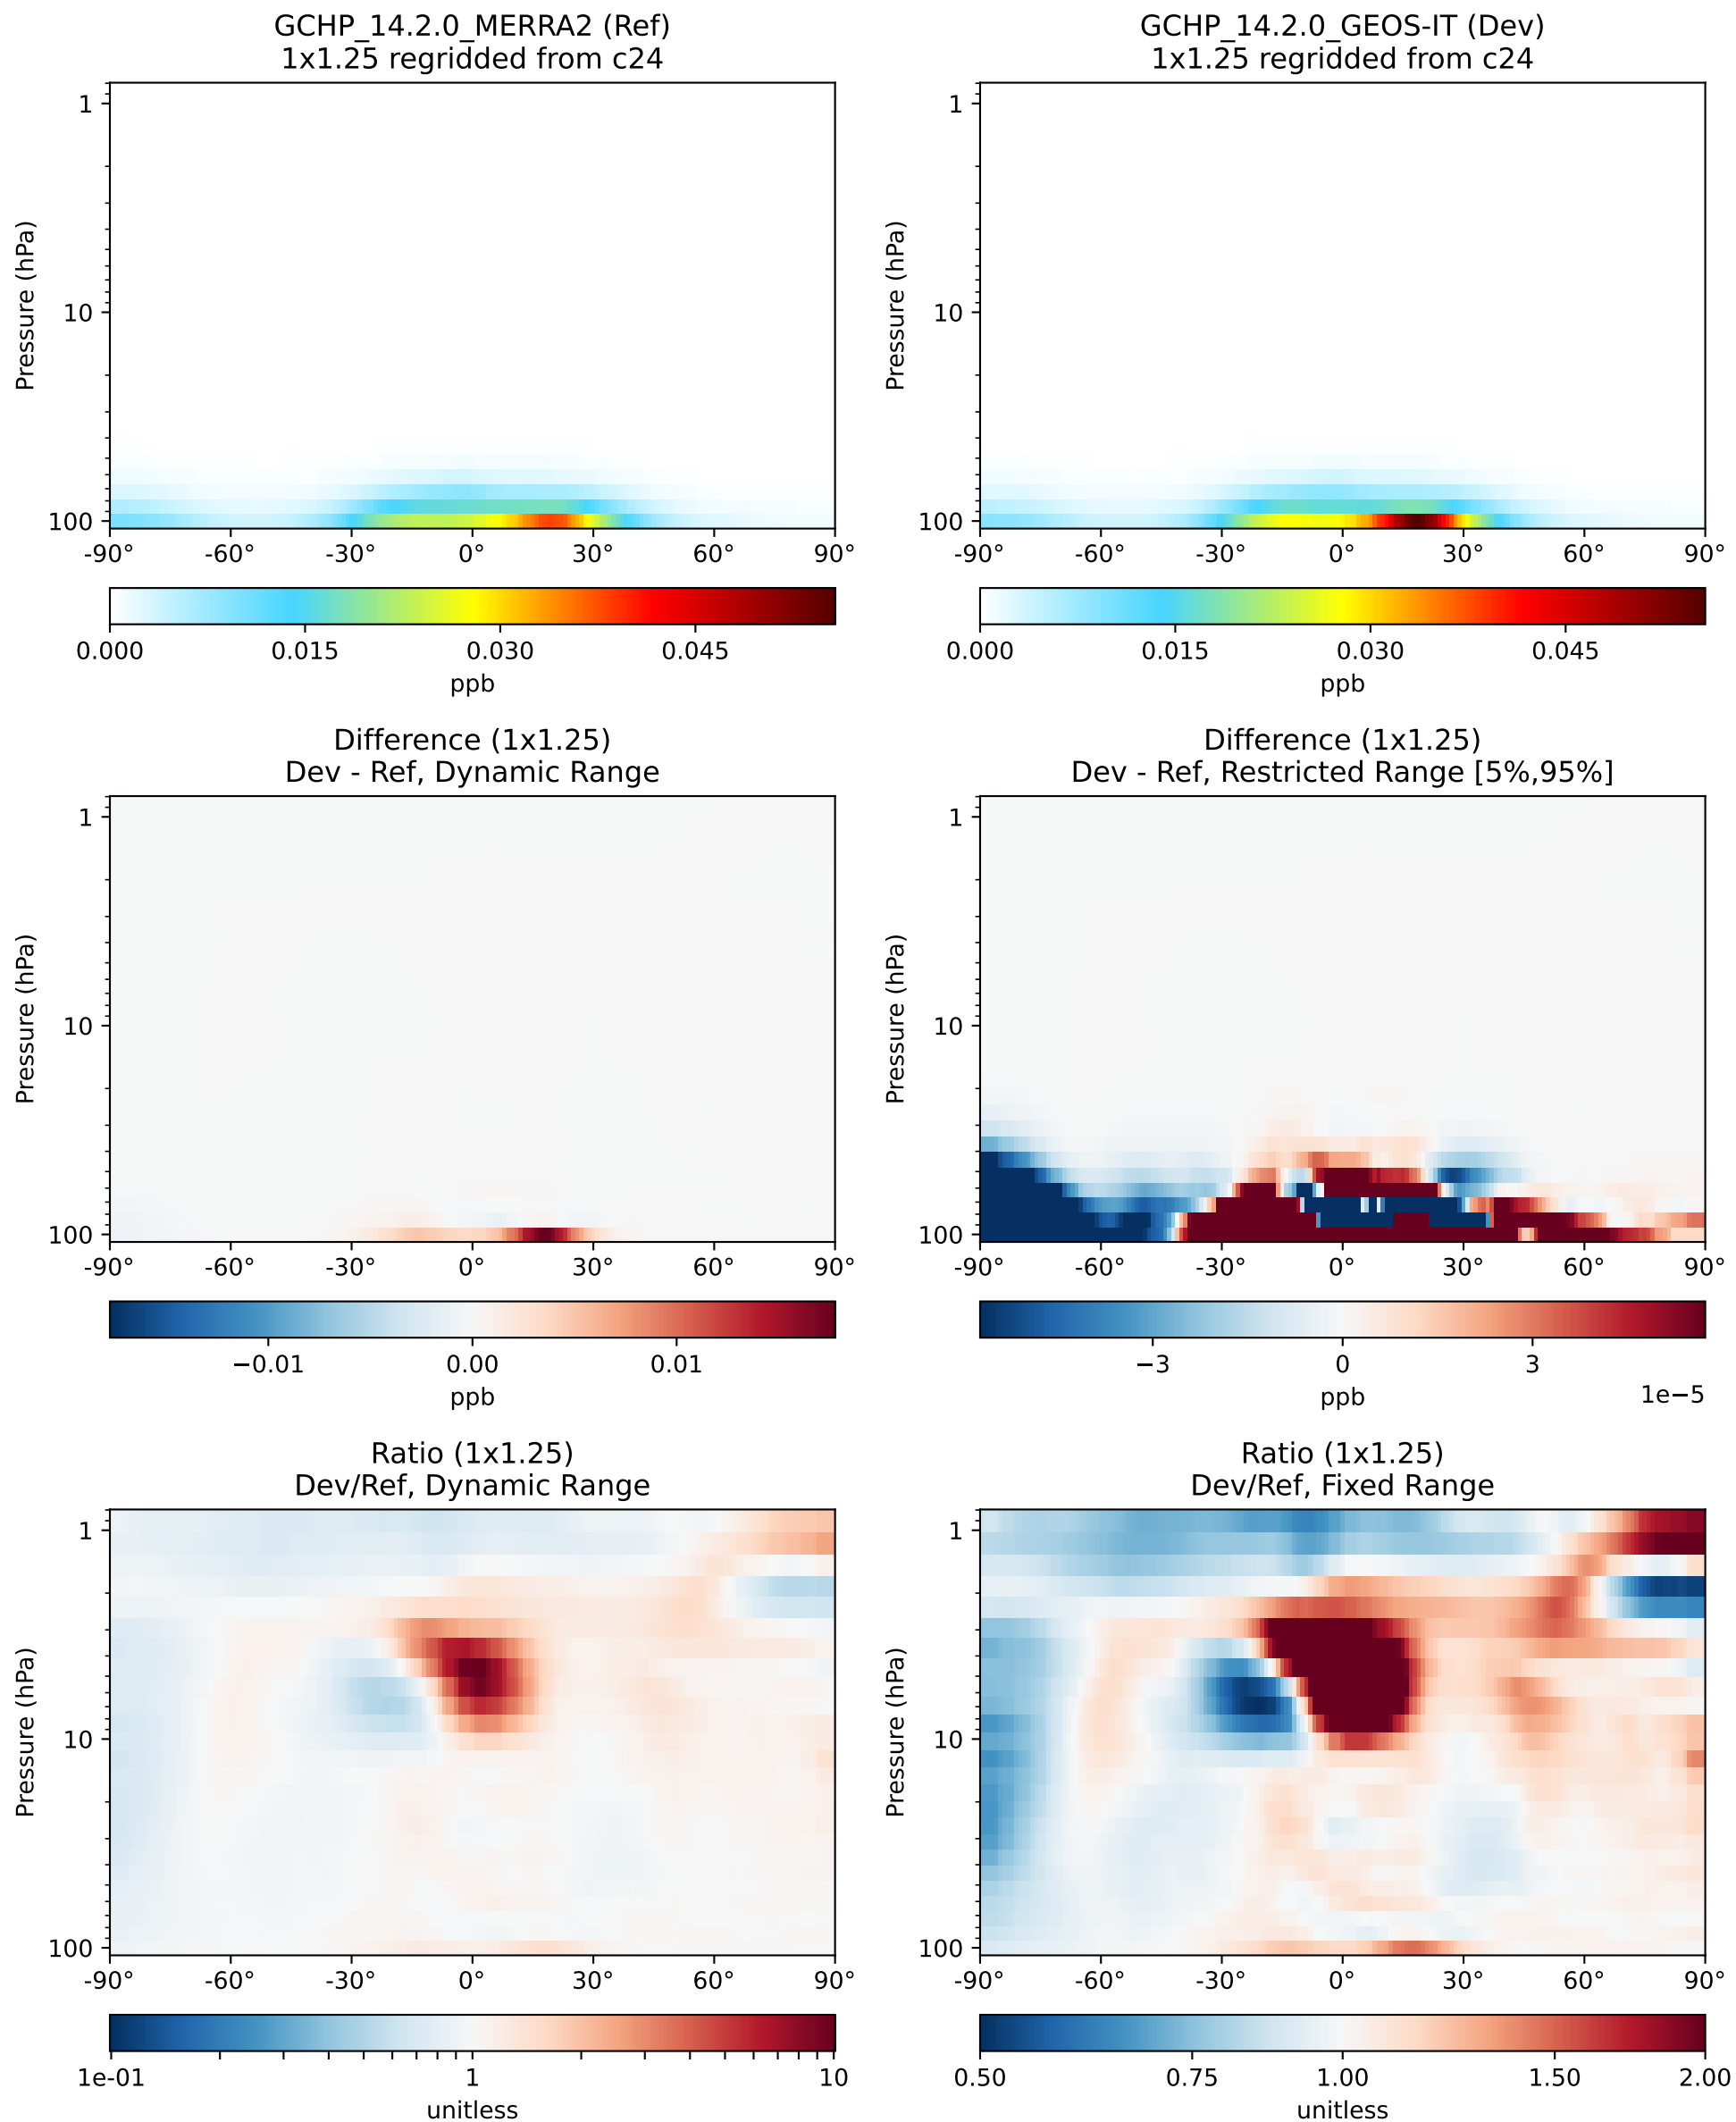 GCHP_14.2.0_MERRA2 (Ref)
1x1.25 regridded from c24
GCHP_14.2.0_GEOS-IT (Dev)
1x1.25 regridded from c24
Pressure (hPa)
1
10
100
-90° -60° -30° 0° 30° 60° 90°
0.000 0.015 0.030 0.045
ppb
Pressure (hPa)
1
10
100
-90° -60° -30° 0° 30° 60° 90°
0.000 0.015 0.030 0.045
ppb
Difference (1x1.25)
Dev - Ref, Dynamic Range
Difference (1x1.25)
Dev - Ref, Restricted Range [5%,95%]
Pressure (hPa)
1
10
100
-90° -60° -30° 0° 30° 60° 90°
−0.01 0.00 0.01
ppb
Pressure (hPa)
1
10
100
-90° -60° -30° 0° 30° 60° 90°
−3 0 3
ppb
1e−5
Ratio (1x1.25)
Dev/Ref, Dynamic Range
Ratio (1x1.25)
Dev/Ref, Fixed Range
Pressure (hPa)
1
10
100
-90° -60° -30° 0° 30° 60° 90°
1e-01 1 10
unitless
Pressure (hPa)
1
10
100
-90° -60° -30° 0° 30° 60° 90°
0.50 0.75 1.00 1.50 2.00
unitless